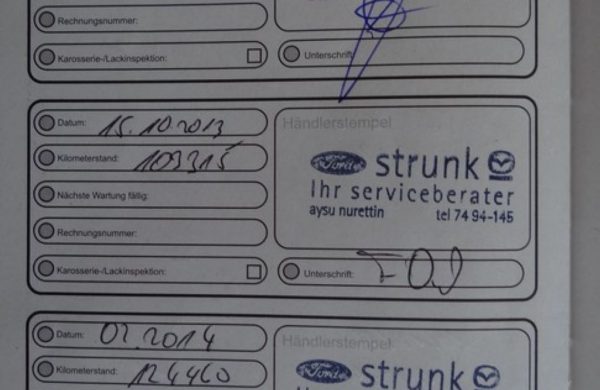 Rechnungsnummer:
Karosserie-/Lackinspektion:
Unterschrift
Datum: 15.10.2013
Kilometerstand: 109315
Nächste Wartung fällig:
Rechnungsnummer:
Karosserie-/Lackinspektion:
Händlerstempel
Ford strunk
Ihr serviceberater
aysu nurettin tel 74 94-145
Unterschrift:
Datum: 02.2014
Kilometerstand: 124460
Händlerstempel
Ford strunk